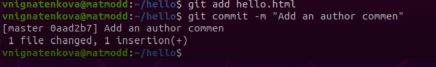 vnignatenkova@matmodd:~/hello$ git add hello.html
vnignatenkova@matmodd:~/hello$ git commit -m "Add an author commen"
[master 0aad2b7] Add an author commen
1 file changed, 1 insertion(+)
vnignatenkova@matmodd:~/hello$